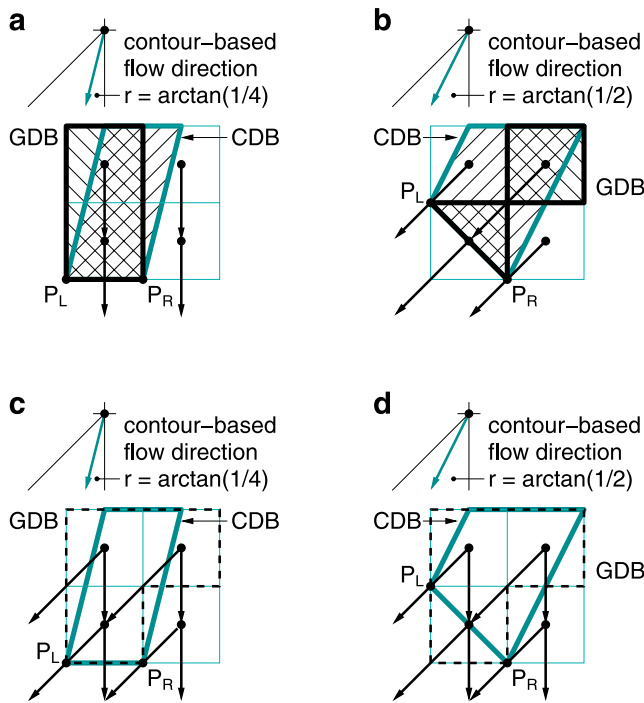 a
contour-based
flow direction
r = arctan(1/4)
GDB
CDB
P_L
P_R
b
contour-based
flow direction
r = arctan(1/2)
CDB
P_L
GDB
P_R
c
contour-based
flow direction
r = arctan(1/4)
GDB
CDB
P_L
P_R
d
contour-based
flow direction
r = arctan(1/2)
CDB
P_L
GDB
P_R